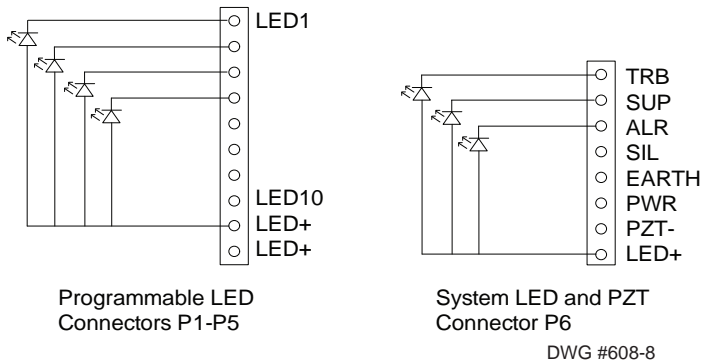 LED1
LED10
LED+
LED+
Programmable LED
Connectors P1-P5
TRB
SUP
ALR
SIL
EARTH
PWR
PZT-
LED+
System LED and PZT
Connector P6
DWG #608-8